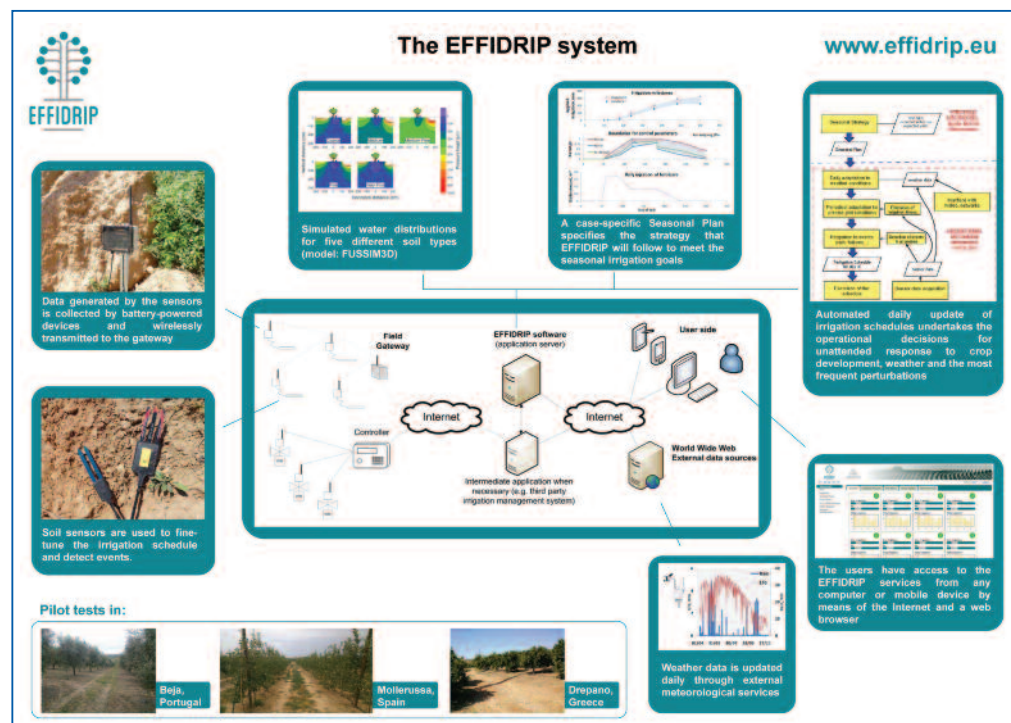 The EFFIDRIP system
www.effidrip.eu
EFFIDRIP
Simulated water distributions
for five different soil types
(model: FUSSIM3D)
A case-specific Seasonal Plan
specifies the strategy that
EFFIDRIP will follow to meet the
seasonal irrigation goals
Seasonal Strategy
Automated daily update of
irrigation schedules undertakes the
operational decisions for
unattended response to crop
development, weather and the most
frequent perturbations
Data generated by the sensors
is collected by battery-powered
devices and wirelessly
transmitted to the gateway
Soil sensors are used to fine-
tune the irrigation schedule
and detect events.
Field
Gateway
EFFIDRIP software
(application server)
User side
Internet
Internet
Controller
Intermediate application when
necessary (e.g. third party
irrigation management system)
World Wide Web
External data sources
The users have access to the
EFFIDRIP services from any
computer or mobile device by
means of the Internet and a web
browser
Weather data is updated
daily through external
meteorological services
Pilot tests in:
Beja,
Portugal
Mollerussa,
Spain
Drepano,
Greece